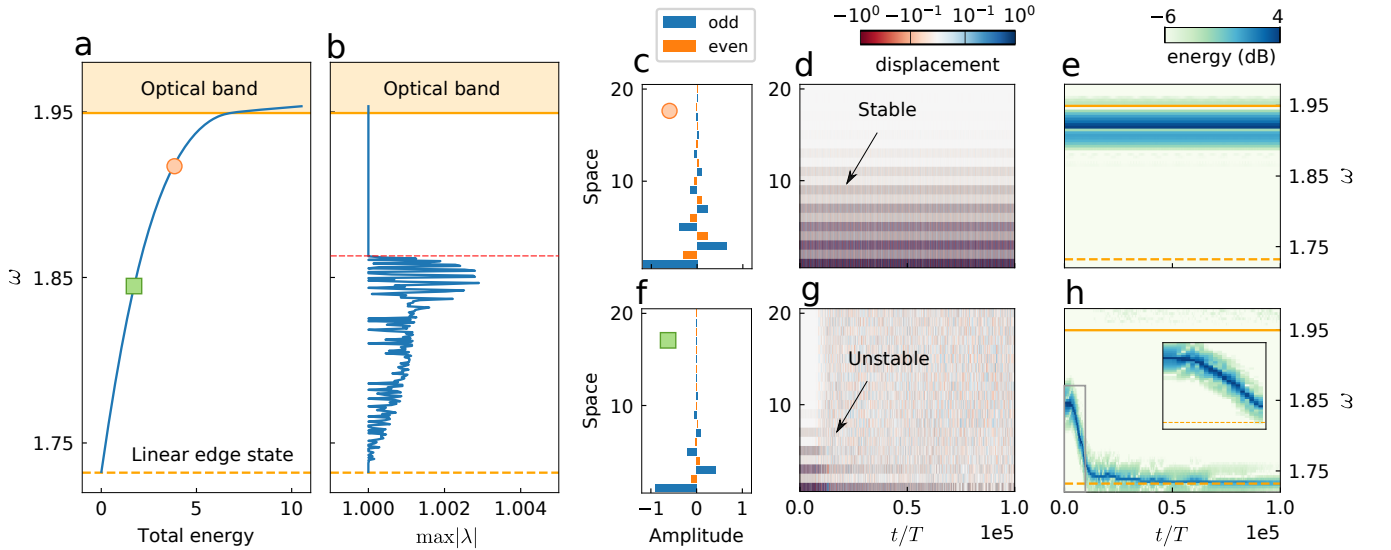 odd
even
−10⁰ −10⁻¹ 10⁻¹ 10⁰
displacement
−6 4
energy (dB)
a
b
c
d
e
Optical band
Optical band
1.95
1.85
1.75
ω
Linear edge state
0 5 10
Total energy
1.000 1.002 1.004
max|λ|
20
10
Space
20
10
Stable
1.95
1.85
1.75
ω
f
g
h
20
10
Space
−1 0 1
Amplitude
20
10
Unstable
0.0 0.5 1.0
t/T 1e5
1.95
1.85
1.75
ω
0.0 0.5 1.0
t/T 1e5